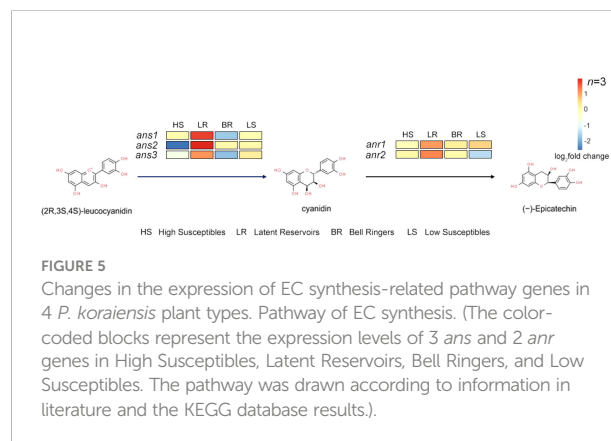 n=3
2
1
0
-1
-2
log2fold change
HS LR BR LS
ans1
ans2
ans3
HS LR BR LS
anr1
anr2
(2R,3S,4S)-leucocyanidin
cyanidin
(−)-Epicatechin
HS High Susceptibles LR Latent Reservoirs BR Bell Ringers LS Low Susceptibles
FIGURE 5
Changes in the expression of EC synthesis-related pathway genes in
4 P. koraiensis plant types. Pathway of EC synthesis. (The color-
coded blocks represent the expression levels of 3 ans and 2 anr
genes in High Susceptibles, Latent Reservoirs, Bell Ringers, and Low
Susceptibles. The pathway was drawn according to information in
literature and the KEGG database results.).